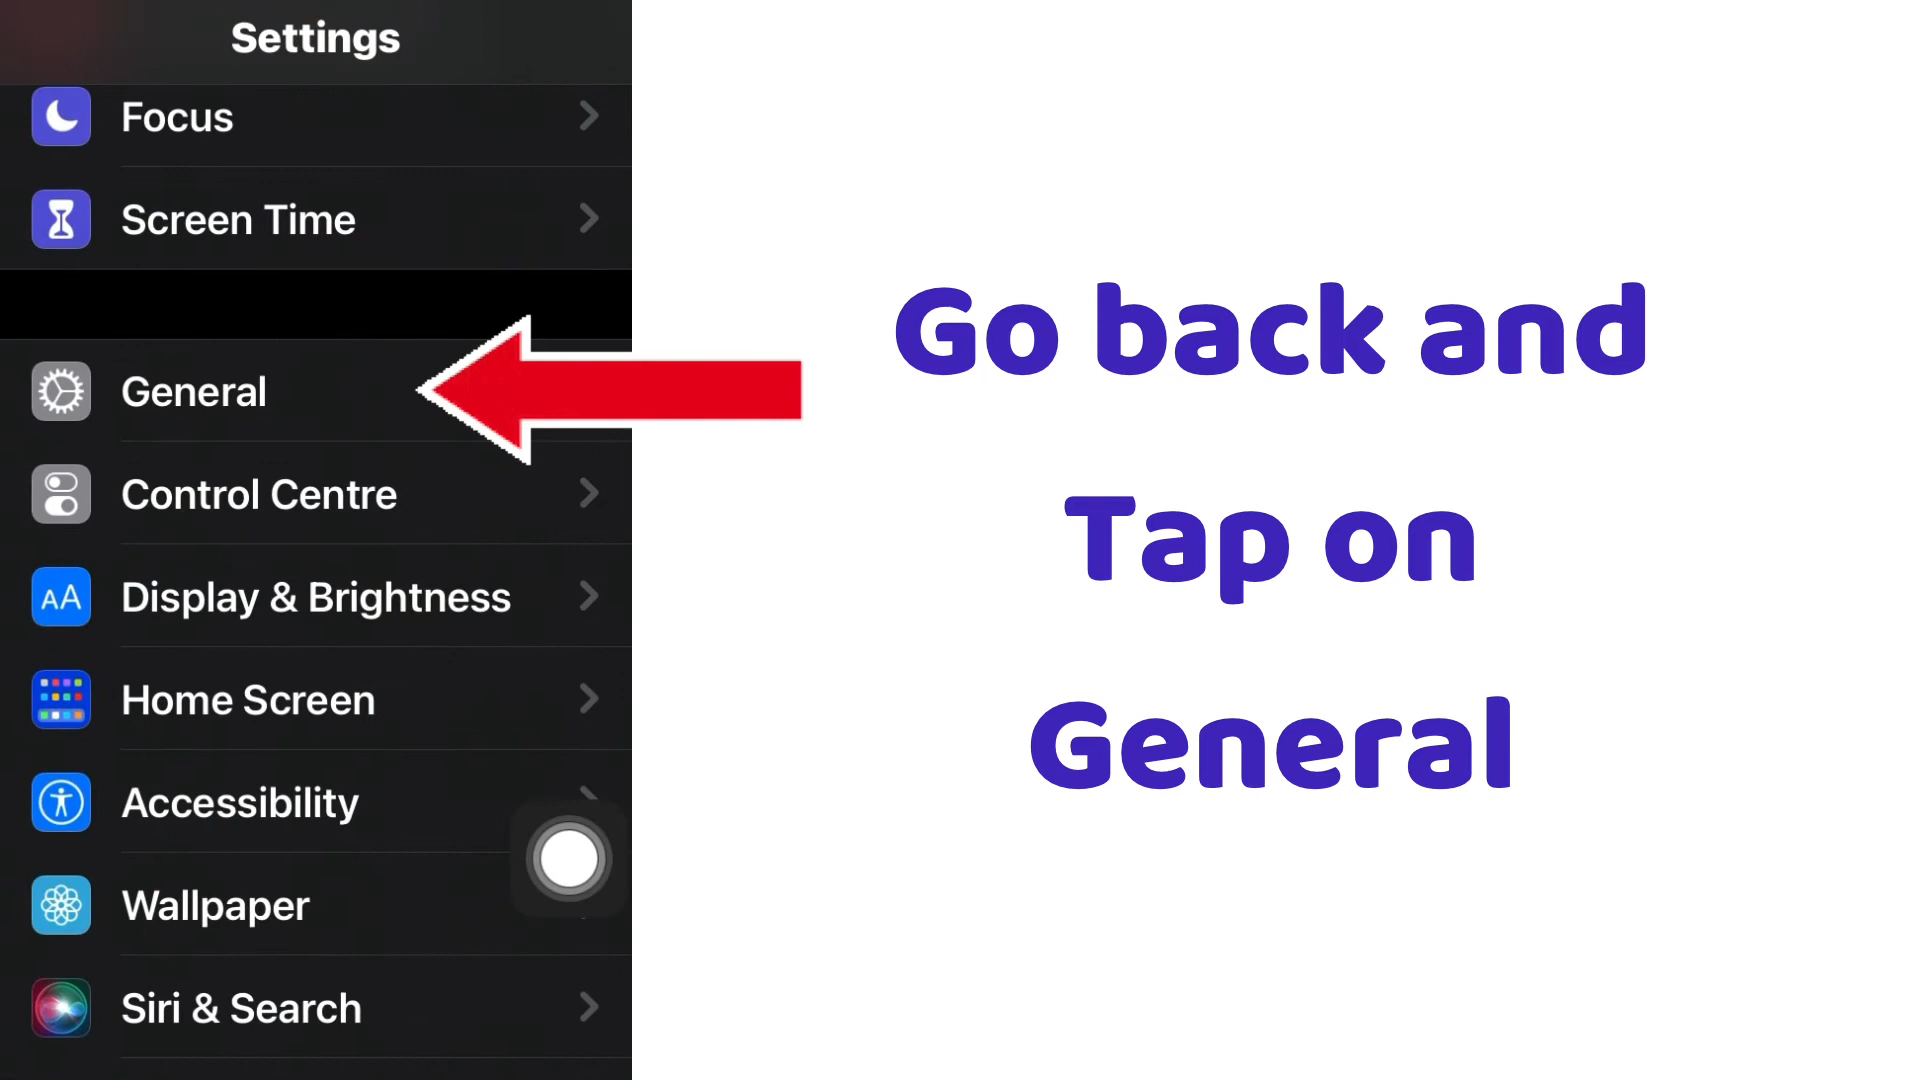 Settings
Focus
Screen Time
General
Control Centre
AA Display & Brightness
Home Screen
Accessibility
Wallpaper
Siri & Search
Go back and
Tap on
General